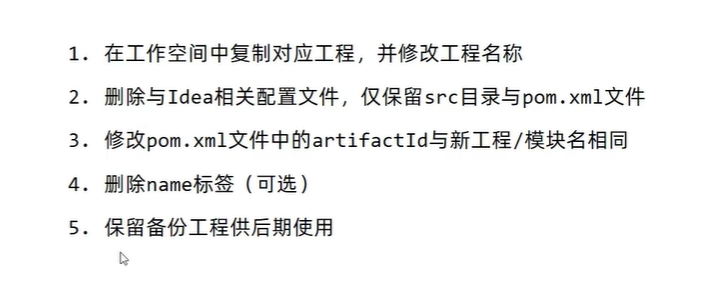 1. 在工作空间中复制对应工程，并修改工程名称
2. 删除与Idea相关配置文件，仅保留src目录与pom.xml文件
3. 修改pom.xml文件中的artifactId与新工程/模块名相同
4. 删除name标签（可选）
5. 保留备份工程供后期使用